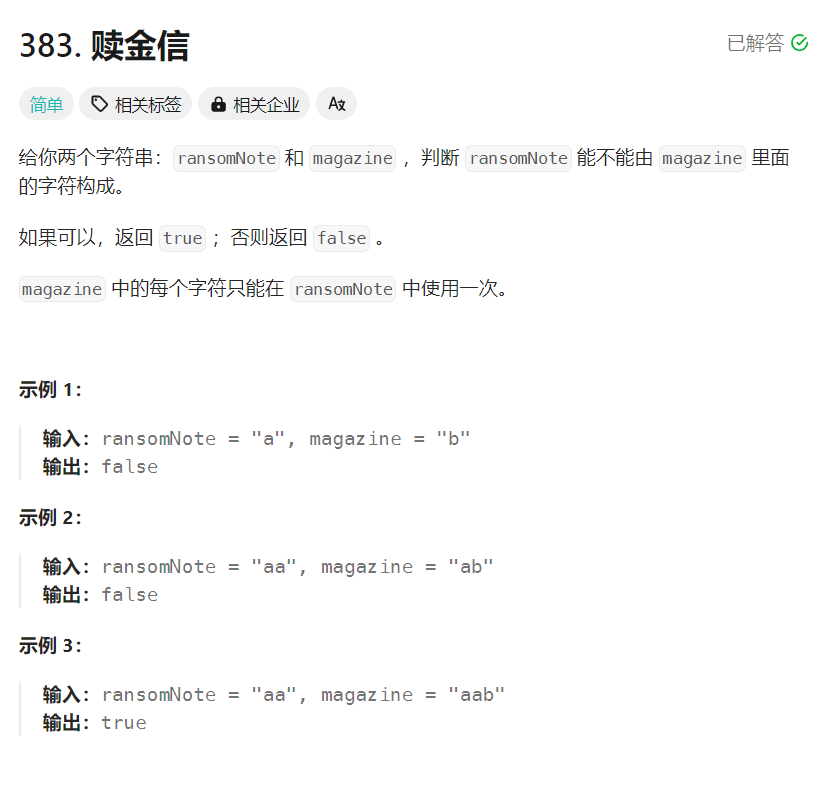 383. 赎金信
已解答
简单 相关标签 相关企业
给你两个字符串：ransomNote 和 magazine ，判断 ransomNote 能不能由 magazine 里面
的字符构成。
如果可以，返回 true ；否则返回 false 。
magazine 中的每个字符只能在 ransomNote 中使用一次。
示例 1：
输入：ransomNote = "a", magazine = "b"
输出：false
示例 2：
输入：ransomNote = "aa", magazine = "ab"
输出：false
示例 3：
输入：ransomNote = "aa", magazine = "aab"
输出：true